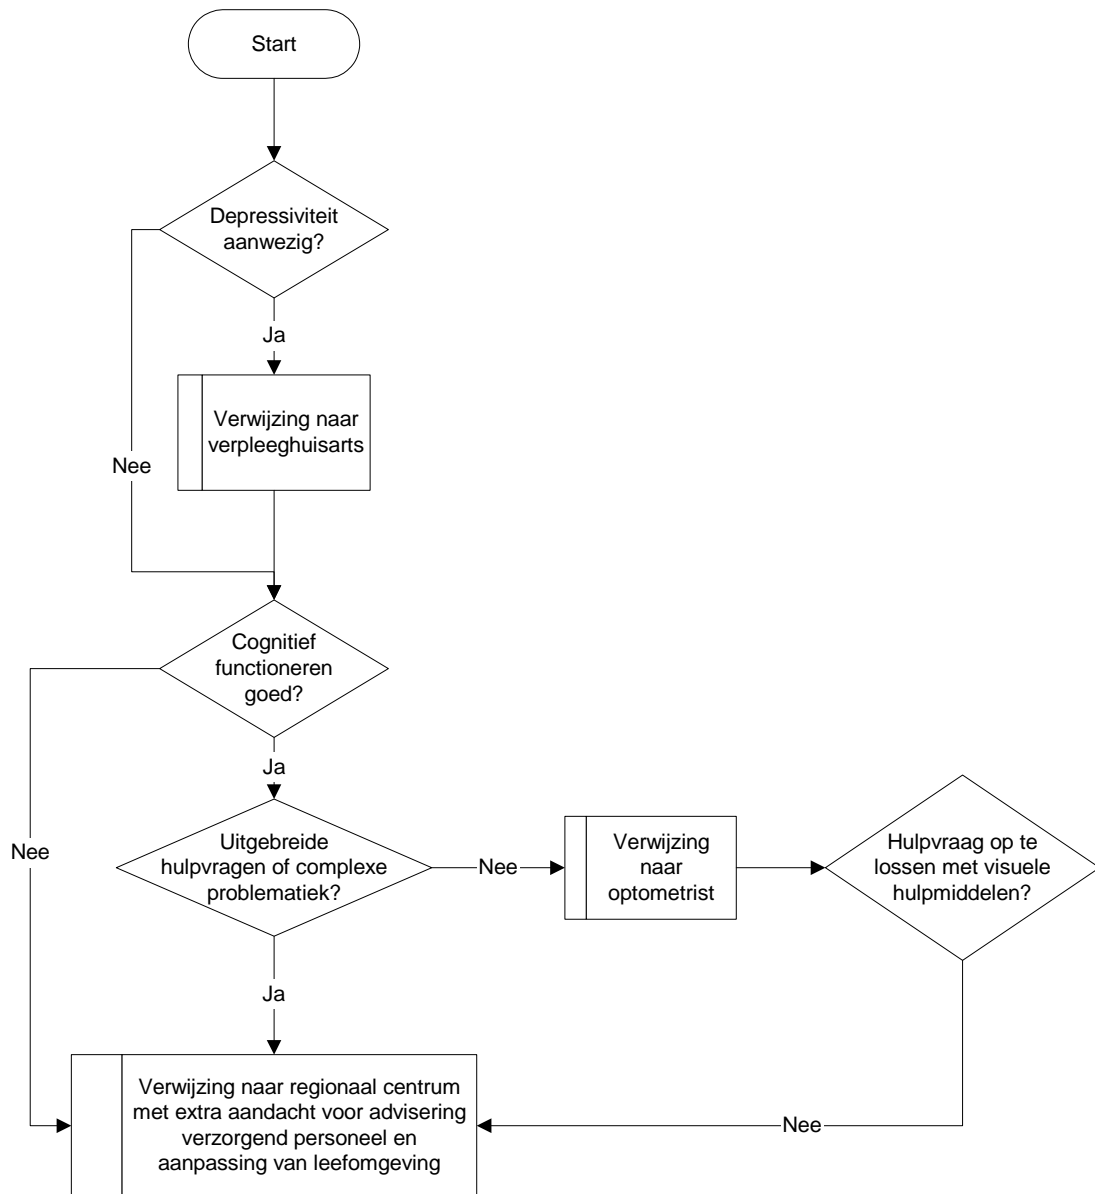 Start
Depressiviteit
aanwezig?
Ja
Verwijzing naar
verpleeghuisarts
Nee
Cognitief
functioneren
goed?
Ja
Nee
Uitgebreide
hulpvragen of complexe
problematiek?
Nee
Verwijzing
naar
optometrist
Hulpvraag op te
lossen met visuele
hulpmiddelen?
Ja
Verwijzing naar regionaal centrum
met extra aandacht voor advisering
verzorgend personeel en
aanpassing van leefomgeving
Nee